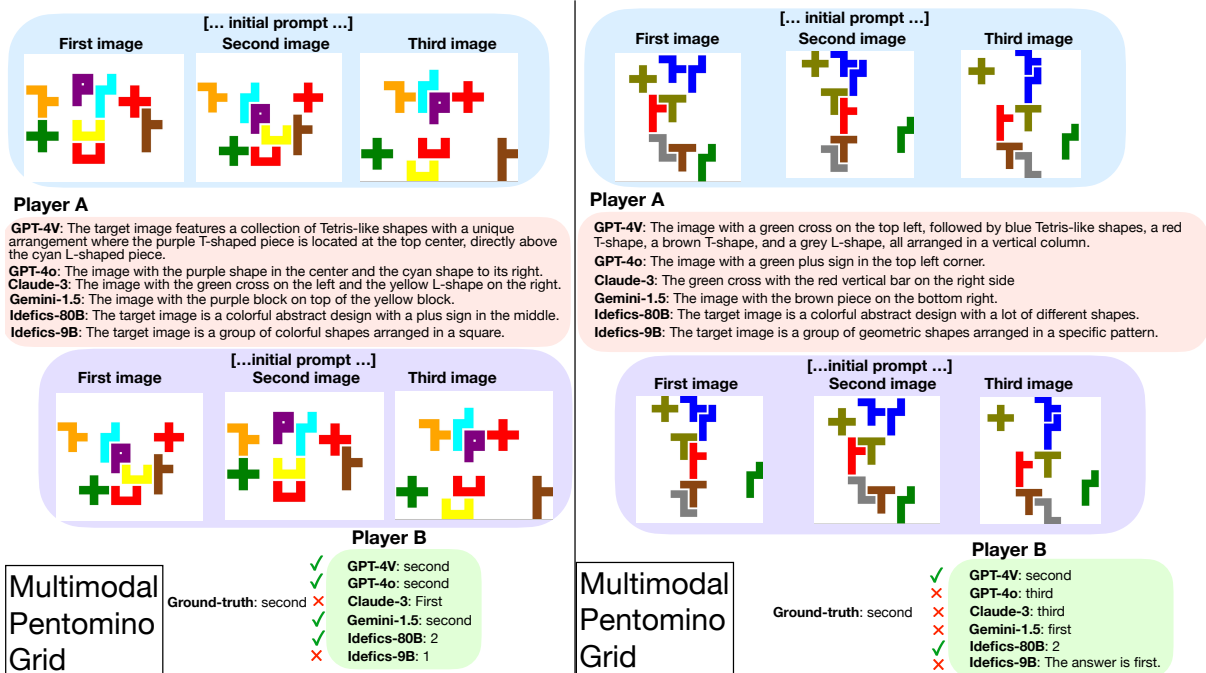 [... initial prompt ...]
First image
Second image
Third image
Player A
GPT-4V: The target image features a collection of Tetris-like shapes with a unique
arrangement where the purple T-shaped piece is located at the top center, directly above
the cyan L-shaped piece.
GPT-4o: The image with the purple shape in the center and the cyan shape to its right.
Claude-3: The image with the green cross on the left and the yellow L-shape on the right.
Gemini-1.5: The image with the purple block on top of the yellow block.
Idefics-80B: The target image is a colorful abstract design with a plus sign in the middle.
Idefics-9B: The target image is a group of colorful shapes arranged in a square.
[...initial prompt ...]
First image
Second image
Third image
Player B
GPT-4V: second
GPT-4o: second
Ground-truth: second
Claude-3: First
Gemini-1.5: second
Idefics-80B: 2
Idefics-9B: 1
Multimodal
Pentomino
Grid
[... initial prompt ...]
First image
Second image
Third image
Player A
GPT-4V: The image with a green cross on the top left, followed by blue Tetris-like shapes, a red
T-shape, a brown T-shape, and a grey L-shape, all arranged in a vertical column.
GPT-4o: The image with a green plus sign in the top left corner.
Claude-3: The green cross with the red vertical bar on the right side
Gemini-1.5: The image with the brown piece on the bottom right.
Idefics-80B: The target image is a colorful abstract design with a lot of different shapes.
Idefics-9B: The target image is a group of geometric shapes arranged in a specific pattern.
[...initial prompt ...]
First image
Second image
Third image
Player B
GPT-4V: second
GPT-4o: third
Ground-truth: second
Claude-3: third
Gemini-1.5: first
Idefics-80B: 2
Idefics-9B: The answer is first.
Multimodal
Pentomino
Grid